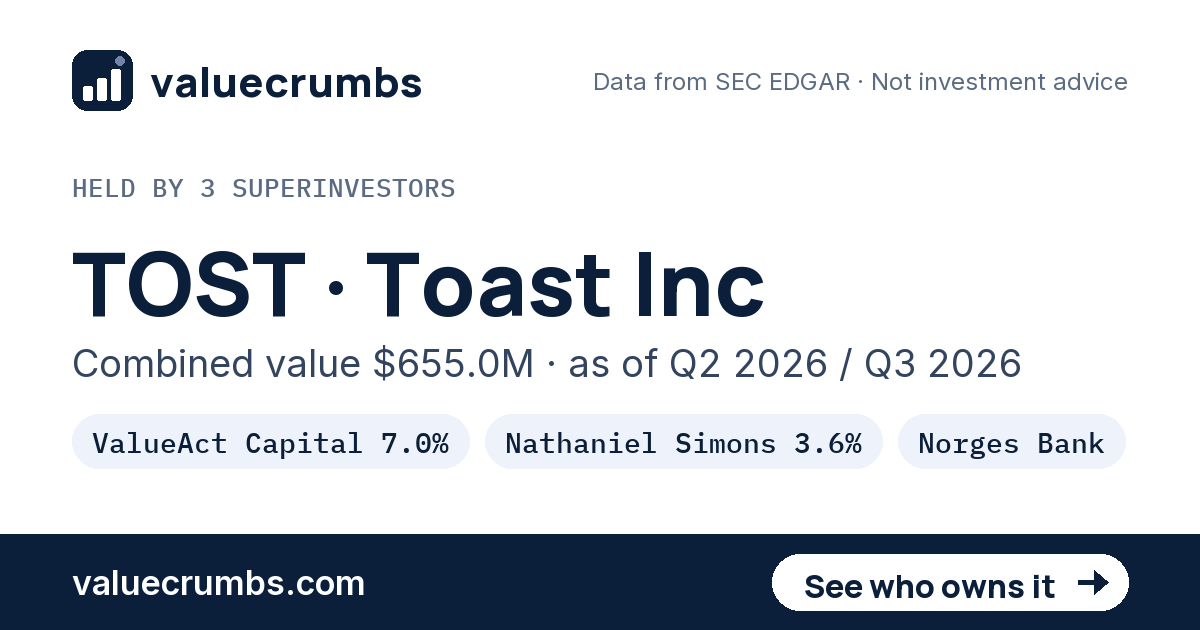 valuecrumbs
Data from SEC EDGAR · Not investment advice
HELD BY 3 SUPERINVESTORS
TOST · Toast Inc
Combined value $655.0M · as of Q2 2026 / Q3 2026
ValueAct Capital 7.0%
Nathaniel Simons 3.6%
Norges Bank
valuecrumbs.com
See who owns it →